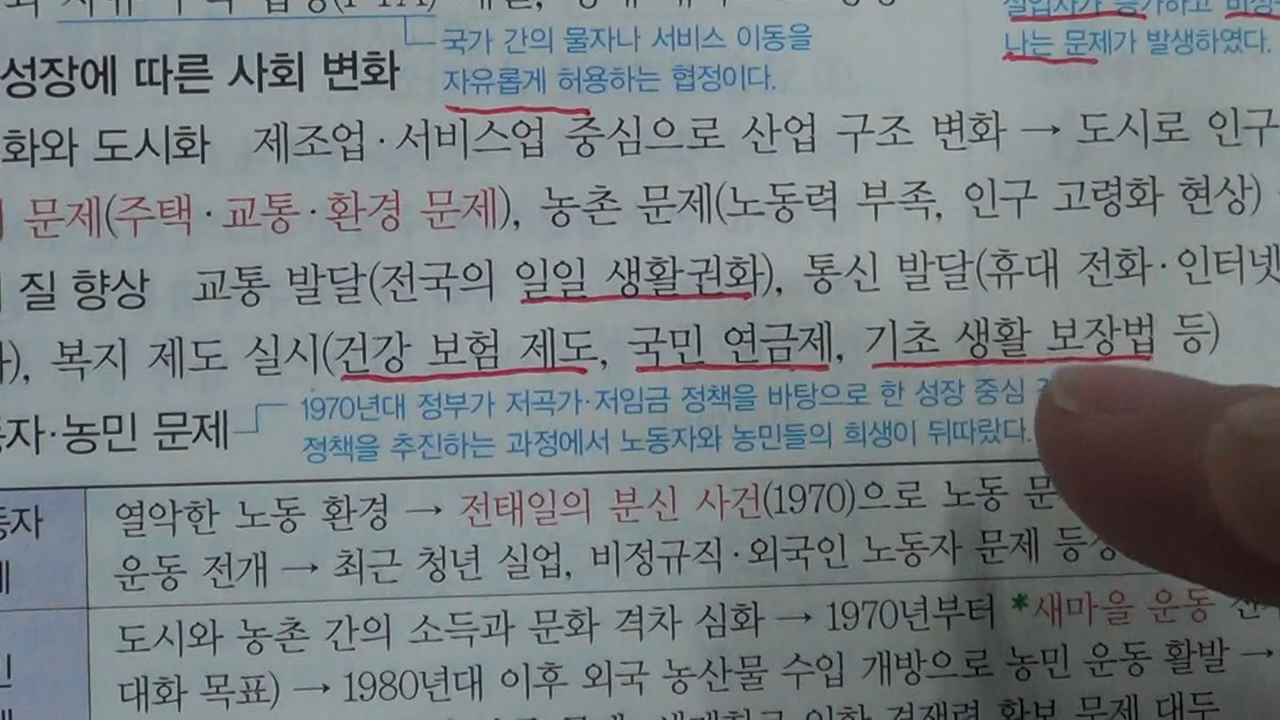 국가 간의 물자나 서비스 이동을
자유롭게 허용하는 협정이다.
실업자가 증가하고
나는 문제가 발생하였다.
성장에 따른 사회 변화
화와 도시화 제조업·서비스업 중심으로 산업 구조 변화 → 도시로 인구
문제(주택·교통·환경 문제), 농촌 문제(노동력 부족, 인구 고령화 현상)
질 향상 교통 발달(전국의 일일 생활권화), 통신 발달(휴대 전화·인터넷
), 복지 제도 실시(건강 보험 제도, 국민 연금제, 기초 생활 보장법 등)
1970년대 정부가 저곡가·저임금 정책을 바탕으로 한 성장 중심
정책을 추진하는 과정에서 노동자와 농민들의 희생이 뒤따랐다.
자·농민 문제
자
열악한 노동 환경 → 전태일의 분신 사건(1970)으로 노동
운동 전개 → 최근 청년 실업, 비정규직·외국인 노동자 문제
도시와 농촌 간의 소득과 문화 격차 심화 → 1970년부터 *새마을 운동
대화 목표) → 1980년대 이후 외국 농산물 수입 개방으로 농민 운동 활발 →